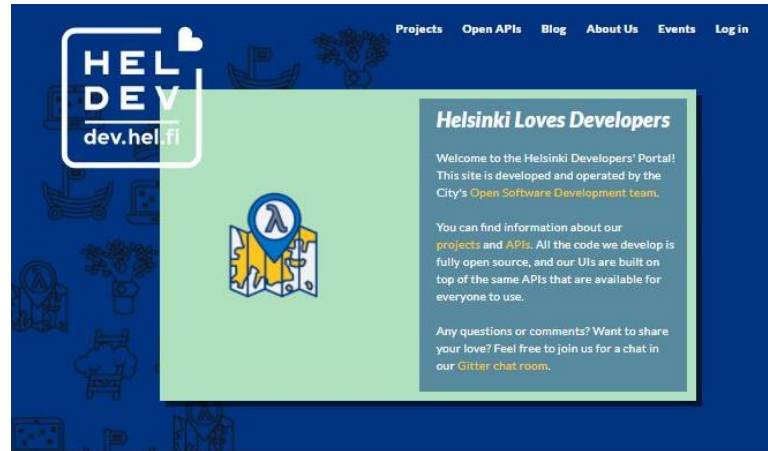 Projects Open APIs Blog About Us Events Log in
HEL
DEV
dev.hel.fi
λ
Helsinki Loves Developers
Welcome to the Helsinki Developers' Portal!
This site is developed and operated by the
City's Open Software Development team.
You can find information about our
projects and APIs. All the code we develop is
fully open source, and our UIs are built on
top of the same APIs that are available for
everyone to use.
Any questions or comments? Want to share
your love? Feel free to join us for a chat in
our Gitter chat room.